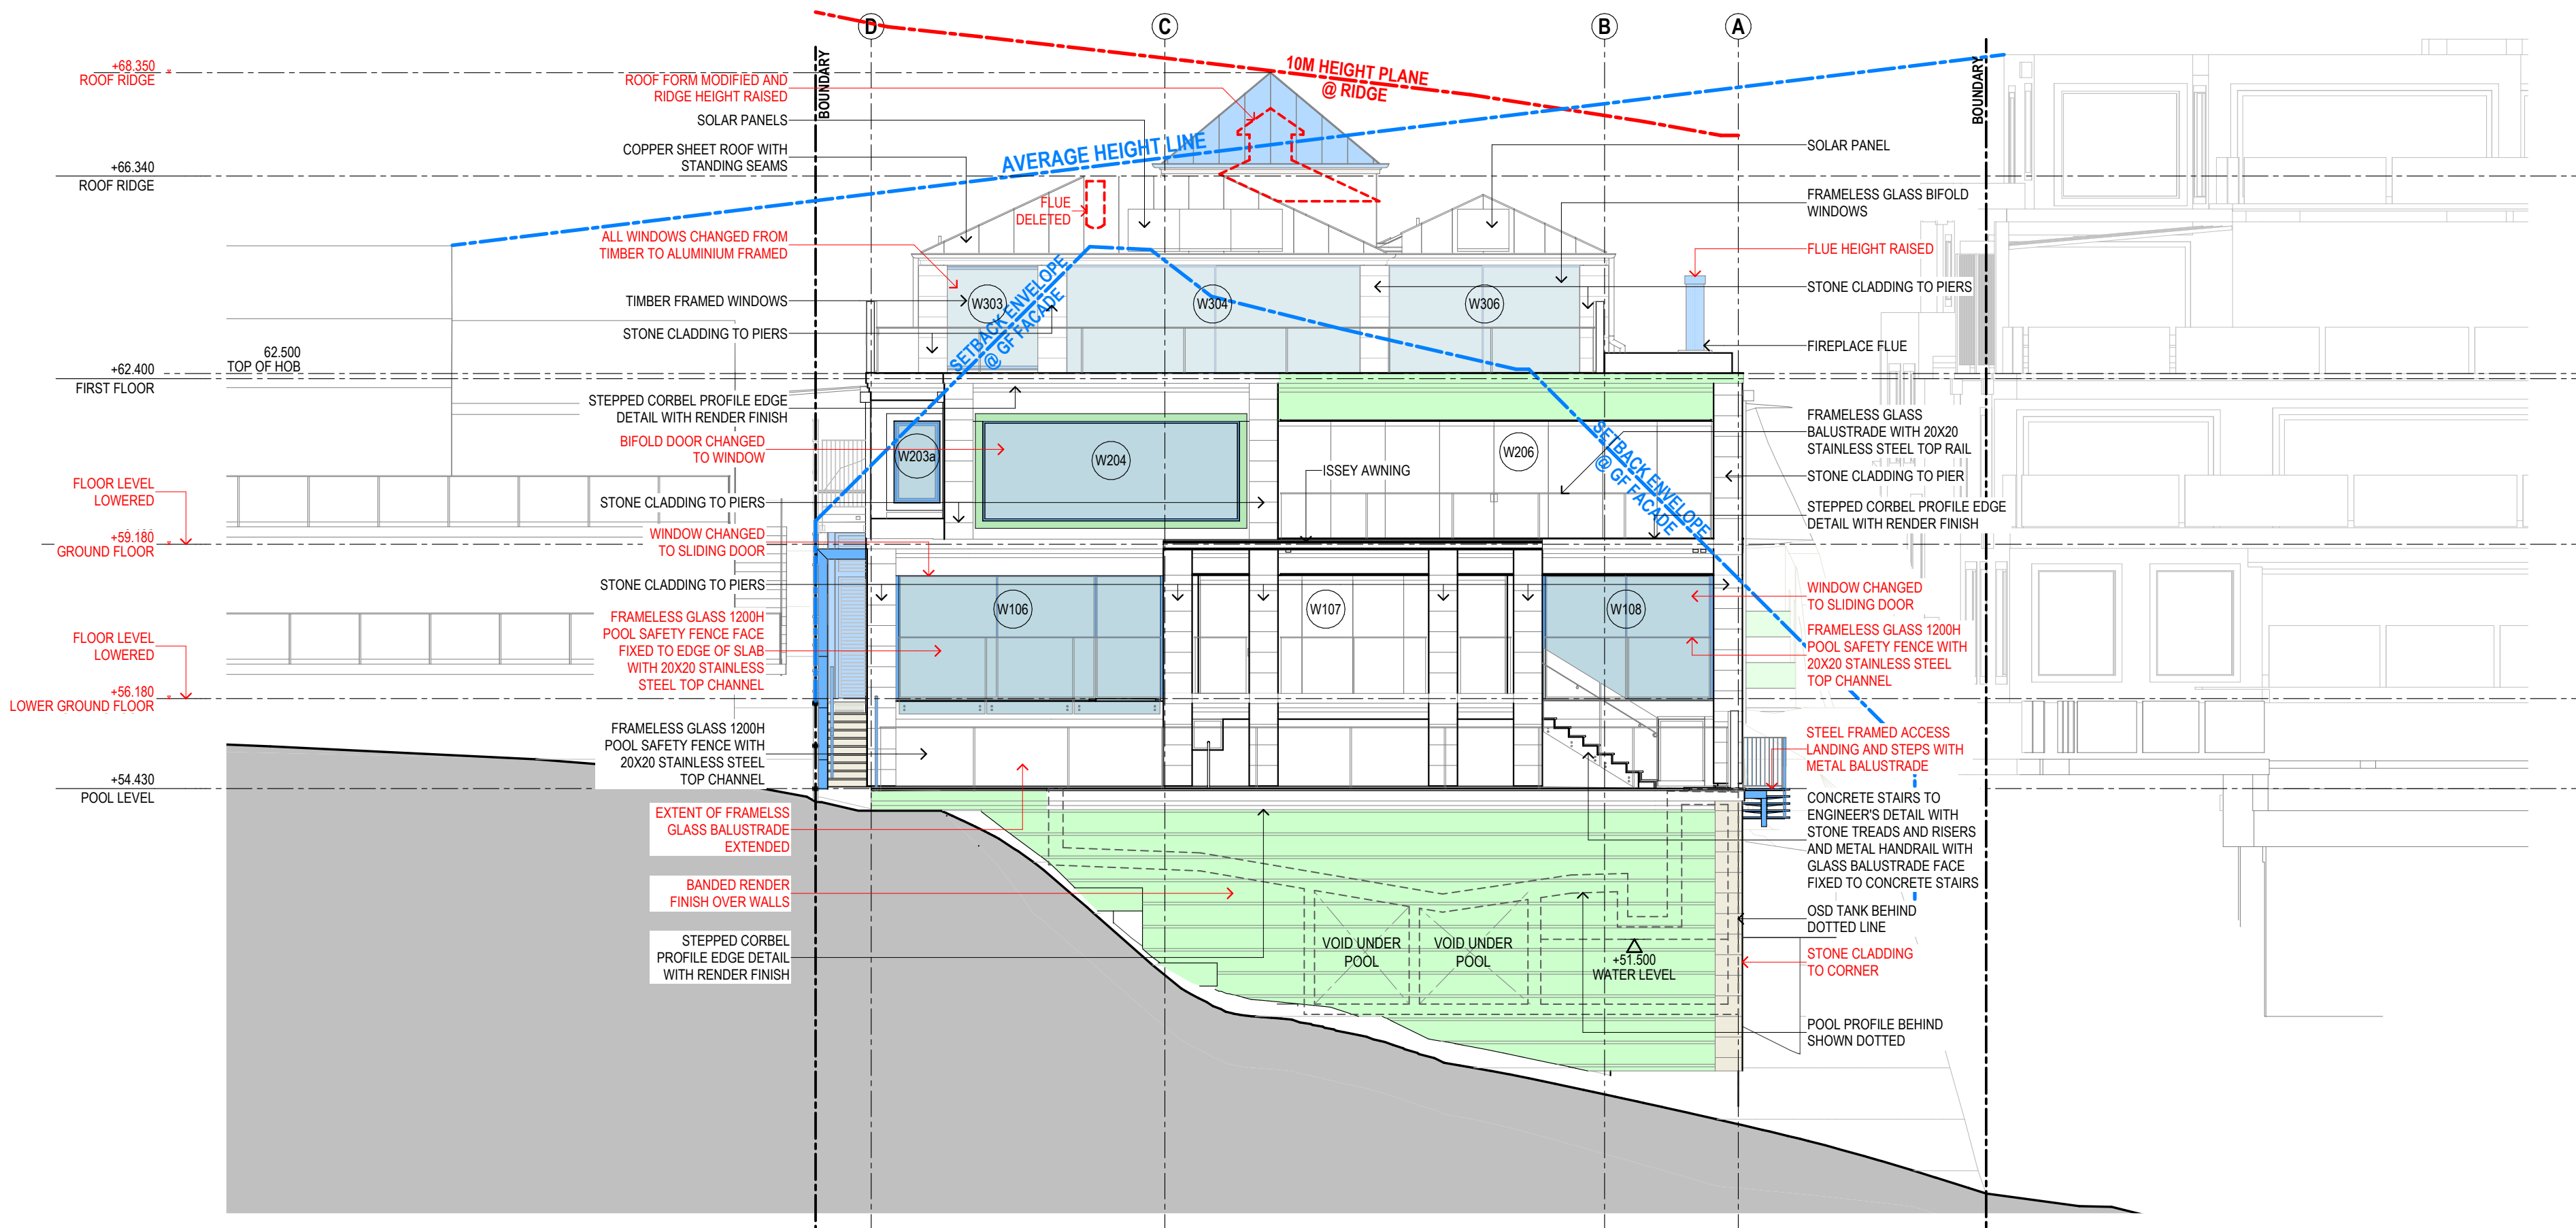 D
C
B
A
BOUNDARY
BOUNDARY
10M HEIGHT PLANE
@ RIDGE
AVERAGE HEIGHT LINE
SETBACK ENVELOPE
@ GF FACADE
SETBACK ENVELOPE
@ GF FACADE
+68.350
ROOF RIDGE
+66.340
ROOF RIDGE
62.500
TOP OF HOB
+62.400
FIRST FLOOR
FLOOR LEVEL
LOWERED
+59.180
GROUND FLOOR
FLOOR LEVEL
LOWERED
+56.180
LOWER GROUND FLOOR
+54.430
POOL LEVEL
ROOF FORM MODIFIED AND
RIDGE HEIGHT RAISED
SOLAR PANELS
COPPER SHEET ROOF WITH
STANDING SEAMS
FLUE
DELETED
ALL WINDOWS CHANGED FROM
TIMBER TO ALUMINIUM FRAMED
TIMBER FRAMED WINDOWS
STONE CLADDING TO PIERS
STEPPED CORBEL PROFILE EDGE
DETAIL WITH RENDER FINISH
BIFOLD DOOR CHANGED
TO WINDOW
STONE CLADDING TO PIERS
WINDOW CHANGED
TO SLIDING DOOR
STONE CLADDING TO PIERS
FRAMELESS GLASS 1200H
POOL SAFETY FENCE FACE
FIXED TO EDGE OF SLAB
WITH 20X20 STAINLESS
STEEL TOP CHANNEL
FRAMELESS GLASS 1200H
POOL SAFETY FENCE WITH
20X20 STAINLESS STEEL
TOP CHANNEL
EXTENT OF FRAMELSS
GLASS BALUSTRADE
EXTENDED
BANDED RENDER
FINISH OVER WALLS
STEPPED CORBEL
PROFILE EDGE DETAIL
WITH RENDER FINISH
W303
W304
W306
W203a
W204
W206
ISSEY AWNING
W106
W107
W108
VOID UNDER
POOL
VOID UNDER
POOL
+51.500
WATER LEVEL
SOLAR PANEL
FRAMELESS GLASS BIFOLD
WINDOWS
FLUE HEIGHT RAISED
STONE CLADDING TO PIERS
FIREPLACE FLUE
FRAMELESS GLASS
BALUSTRADE WITH 20X20
STAINLESS STEEL TOP RAIL
STONE CLADDING TO PIER
STEPPED CORBEL PROFILE EDGE
DETAIL WITH RENDER FINISH
WINDOW CHANGED
TO SLIDING DOOR
FRAMELESS GLASS 1200H
POOL SAFETY FENCE WITH
20X20 STAINLESS STEEL
TOP CHANNEL
STEEL FRAMED ACCESS
LANDING AND STEPS WITH
METAL BALUSTRADE
CONCRETE STAIRS TO
ENGINEER'S DETAIL WITH
STONE TREADS AND RISERS
AND METAL HANDRAIL WITH
GLASS BALUSTRADE FACE
FIXED TO CONCRETE STAIRS
OSD TANK BEHIND
DOTTED LINE
STONE CLADDING
TO CORNER
POOL PROFILE BEHIND
SHOWN DOTTED